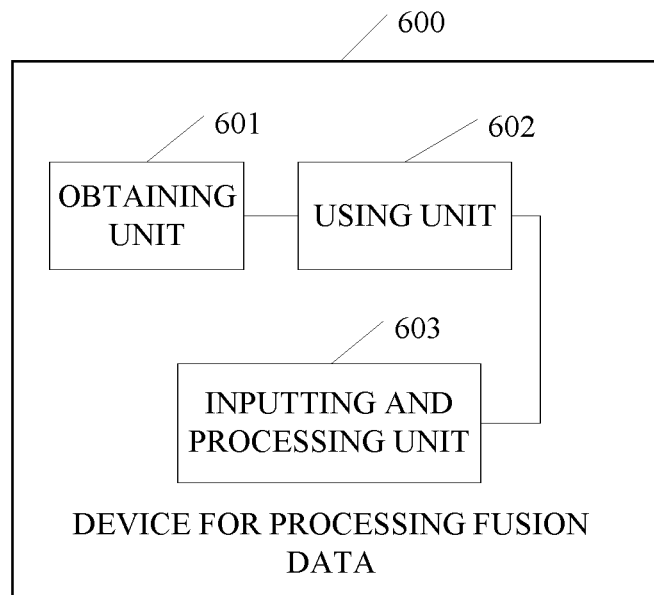 600
601
602
OBTAINING
UNIT
USING UNIT
603
INPUTTING AND
PROCESSING UNIT
DEVICE FOR PROCESSING FUSION
DATA